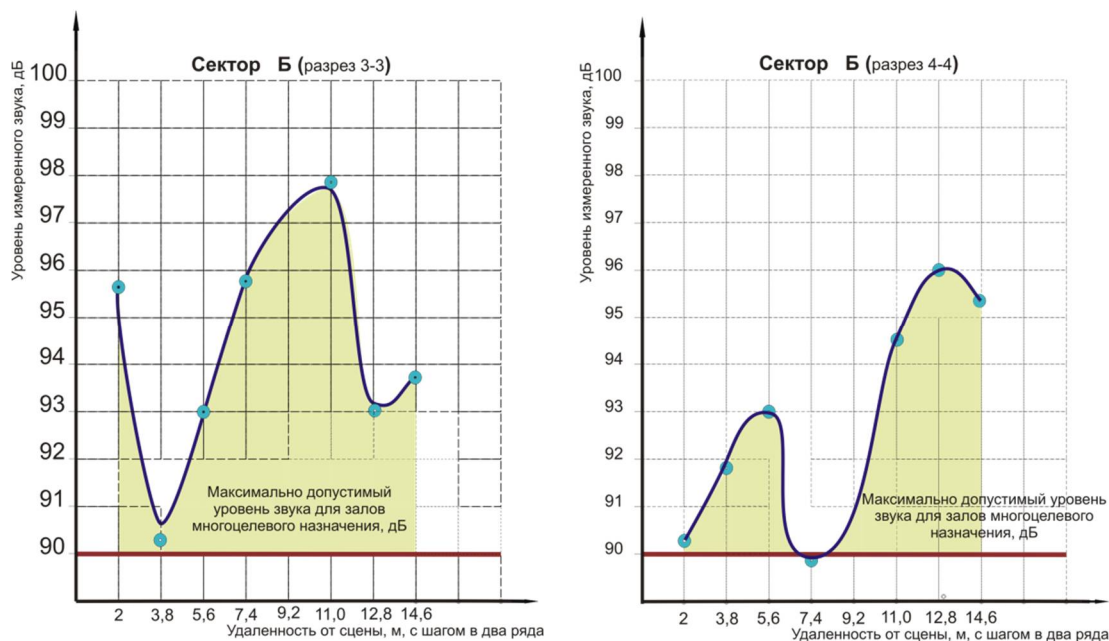 Сектор Б (разрез 3-3)
Уровень измеренного звука, дБ
100
99
98
97
96
95
94
93
92
91
90
Максимально допустимый
уровень звука для залов
многоцелевого назначения, дБ
2 3,8 5,6 7,4 9,2 11,0 12,8 14,6
Удаленность от сцены, м, с шагом в два ряда
Сектор Б (разрез 4-4)
Уровень измеренного звука, дБ
100
99
98
97
96
95
94
93
92
91
90
Максимально допустимый уровень
звука для залов многоцелевого
назначения, дБ
2 3,8 5,6 7,4 9,2 11,0 12,8 14,6
Удаленность от сцены, м, с шагом в два ряда